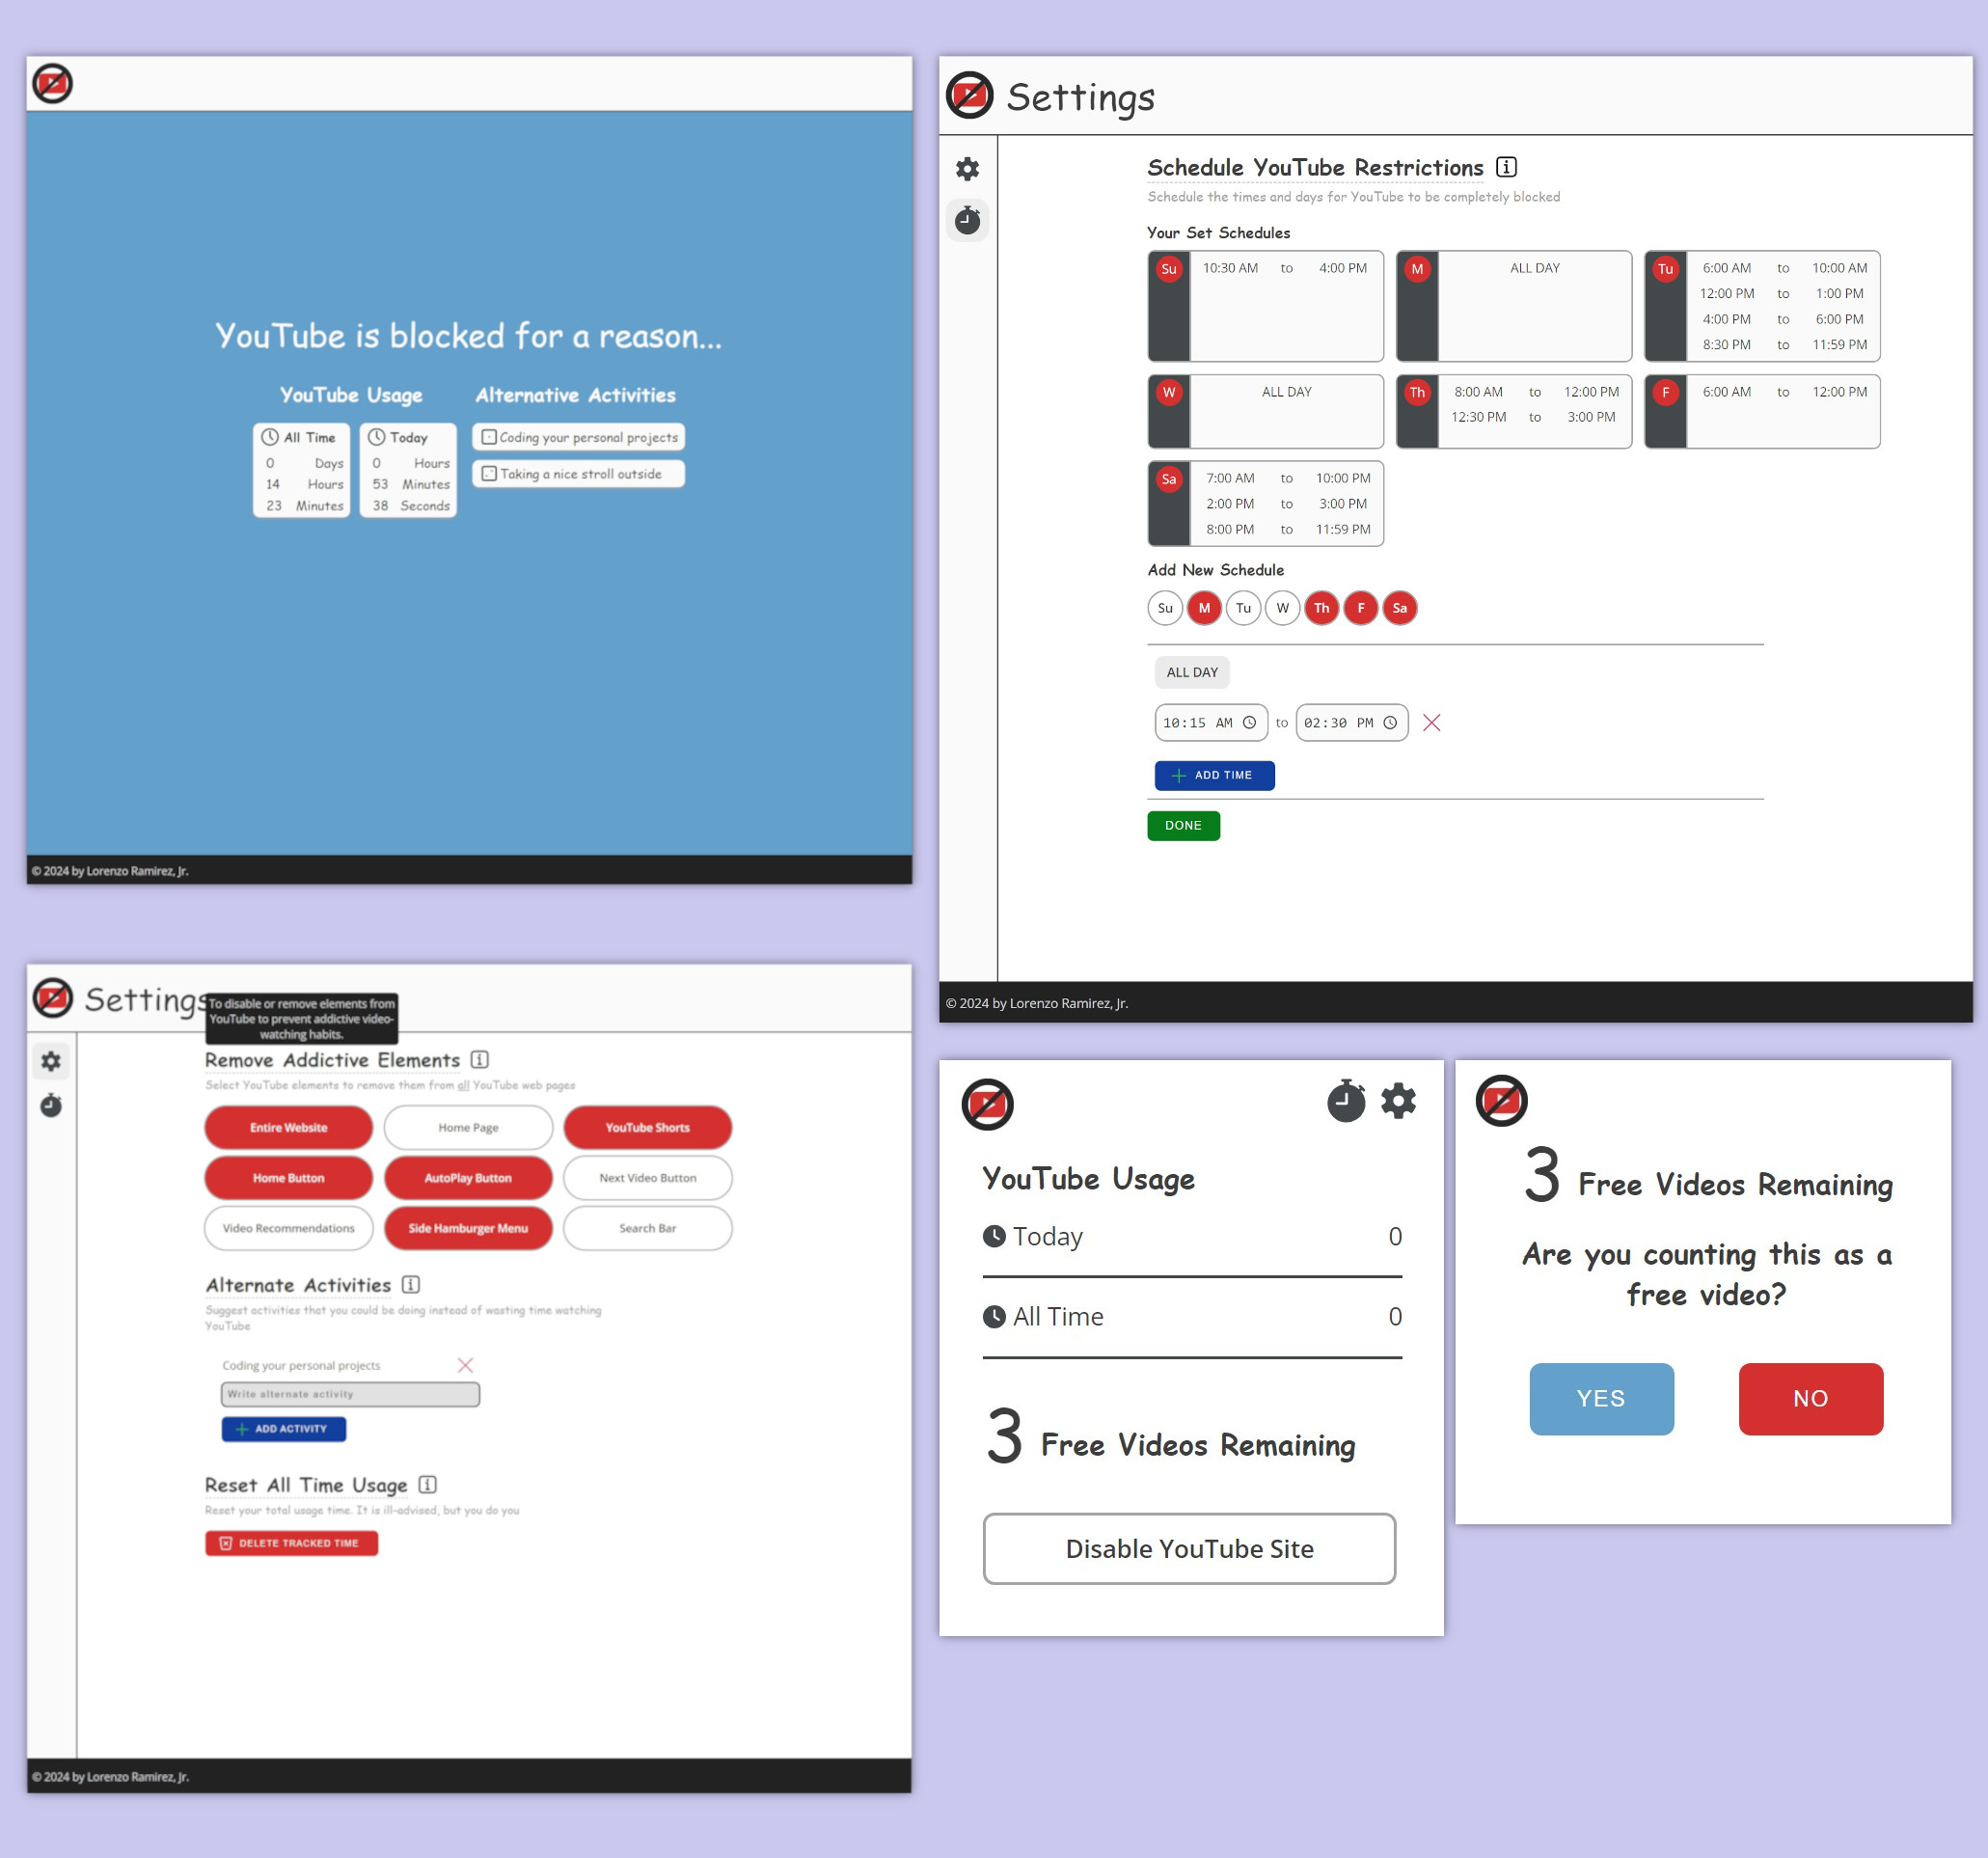 YouTube is blocked for a reason...
YouTube Usage
All Time
0 Days
14 Hours
23 Minutes
Today
0 Hours
53 Minutes
38 Seconds
Alternative Activities
Coding your personal projects
Taking a nice stroll outside
© 2024 by Lorenzo Ramirez, Jr.
Settings
Schedule YouTube Restrictions
Schedule the times and days for YouTube to be completely blocked
Your Set Schedules
Su
10:30 AM to 4:00 PM
M
ALL DAY
Tu
6:00 AM to 10:00 AM
12:00 PM to 1:00 PM
4:00 PM to 6:00 PM
8:30 PM to 11:59 PM
W
ALL DAY
Th
8:00 AM to 12:00 PM
12:30 PM to 3:00 PM
F
6:00 AM to 12:00 PM
Sa
7:00 AM to 10:00 PM
2:00 PM to 3:00 PM
8:00 PM to 11:59 PM
Add New Schedule
Su M Tu W Th F Sa
ALL DAY
10:15 AM to 02:30 PM
ADD TIME
DONE
© 2024 by Lorenzo Ramirez, Jr.
Settings
To disable or remove elements from
YouTube to prevent addictive video-
watching habits.
Remove Addictive Elements
Select YouTube elements to remove them from all YouTube web pages
Entire Website Home Page YouTube Shorts
Home Button AutoPlay Button Next Video Button
Video Recommendations Side Hamburger Menu Search Bar
Alternate Activities
Suggest activities that you could be doing instead of wasting time watching
YouTube
Coding your personal projects
Write alternate activity
ADD ACTIVITY
Reset All Time Usage
Reset your total usage time. It is ill-advised, but you do you
DELETE TRACKED TIME
© 2024 by Lorenzo Ramirez, Jr.
YouTube Usage
Today 0
All Time 0
3 Free Videos Remaining
Disable YouTube Site
3 Free Videos Remaining
Are you counting this as a
free video?
YES NO